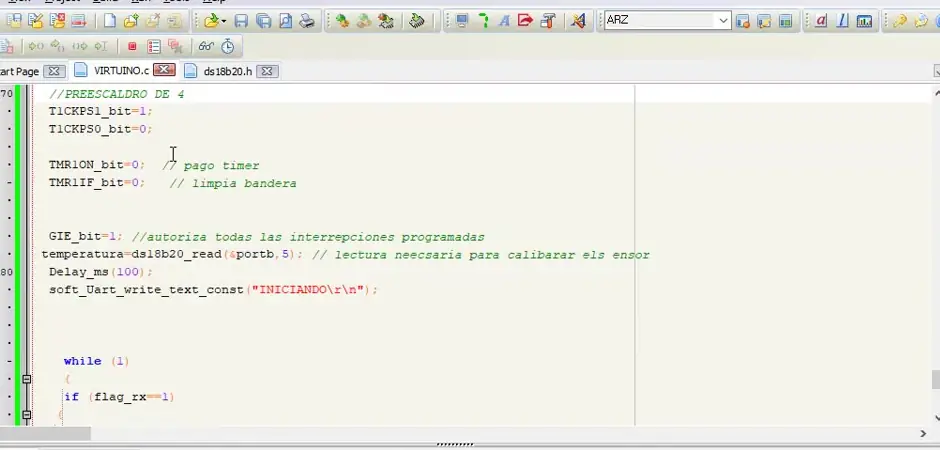 ARZ
art Page
VIRTUINO.c
ds18b20.h
70 //PREESCALDRO DE 4
T1CKPS1_bit=1;
T1CKPS0_bit=0;
TMR1ON_bit=0; // pago timer
TMR1IF_bit=0; // limpia bandera
GIE_bit=1; //autoriza todas las interrepciones programadas
temperatura=ds18b20_read(&portb,5); // lectura neecsaria para calibarar els ensor
80 Delay_ms(100);
soft_Uart_write_text_const("INICIANDO\r\n");
while (1)
{
if (flag_rx==1)
{